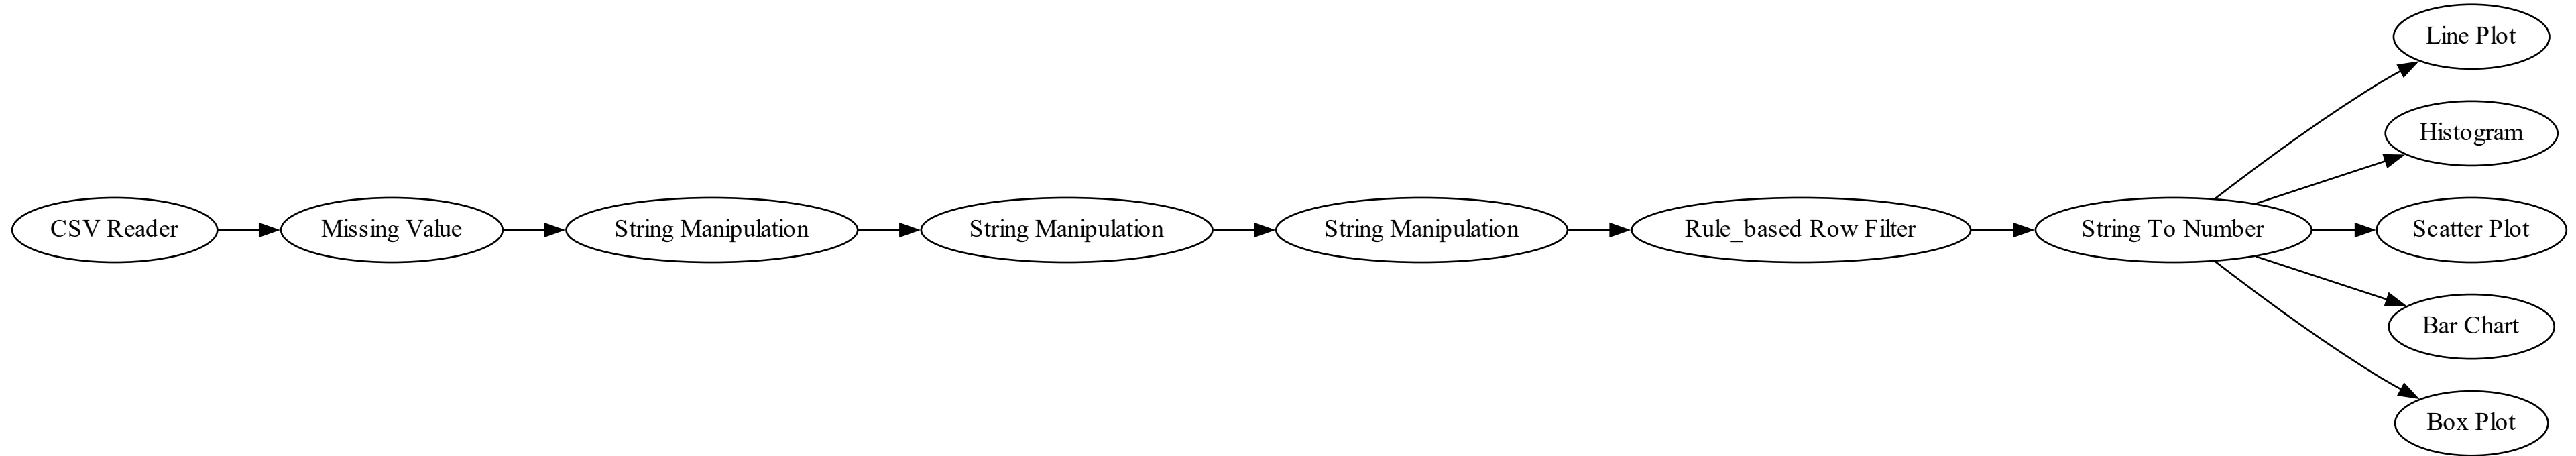 Line Plot
Histogram
CSV Reader
Missing Value
String Manipulation
String Manipulation
String Manipulation
Rule_based Row Filter
String To Number
Scatter Plot
Bar Chart
Box Plot